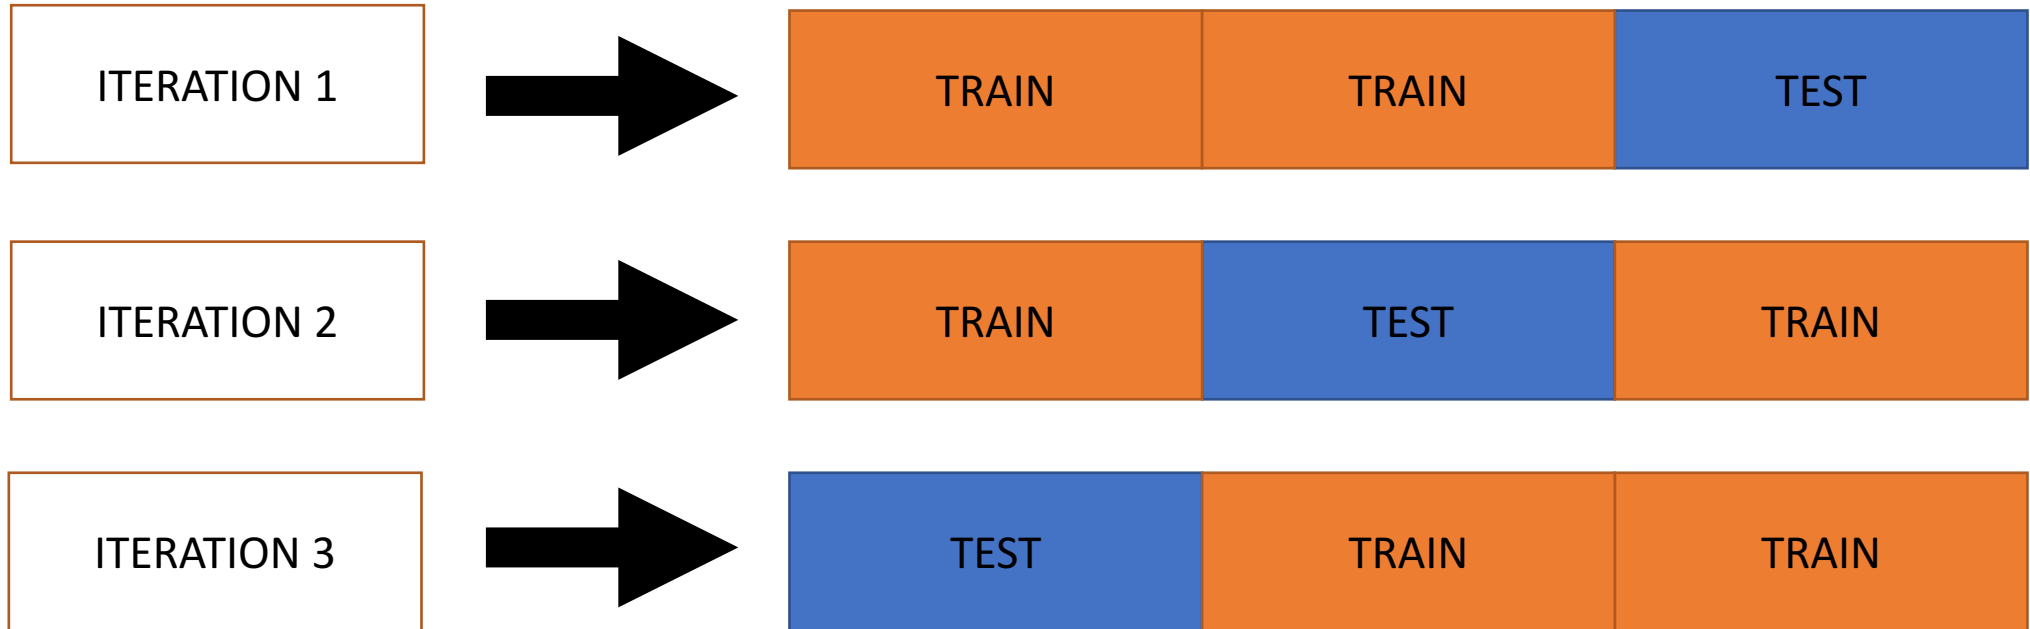 ITERATION 1
TRAIN
TRAIN
TEST
ITERATION 2
TRAIN
TEST
TRAIN
ITERATION 3
TEST
TRAIN
TRAIN